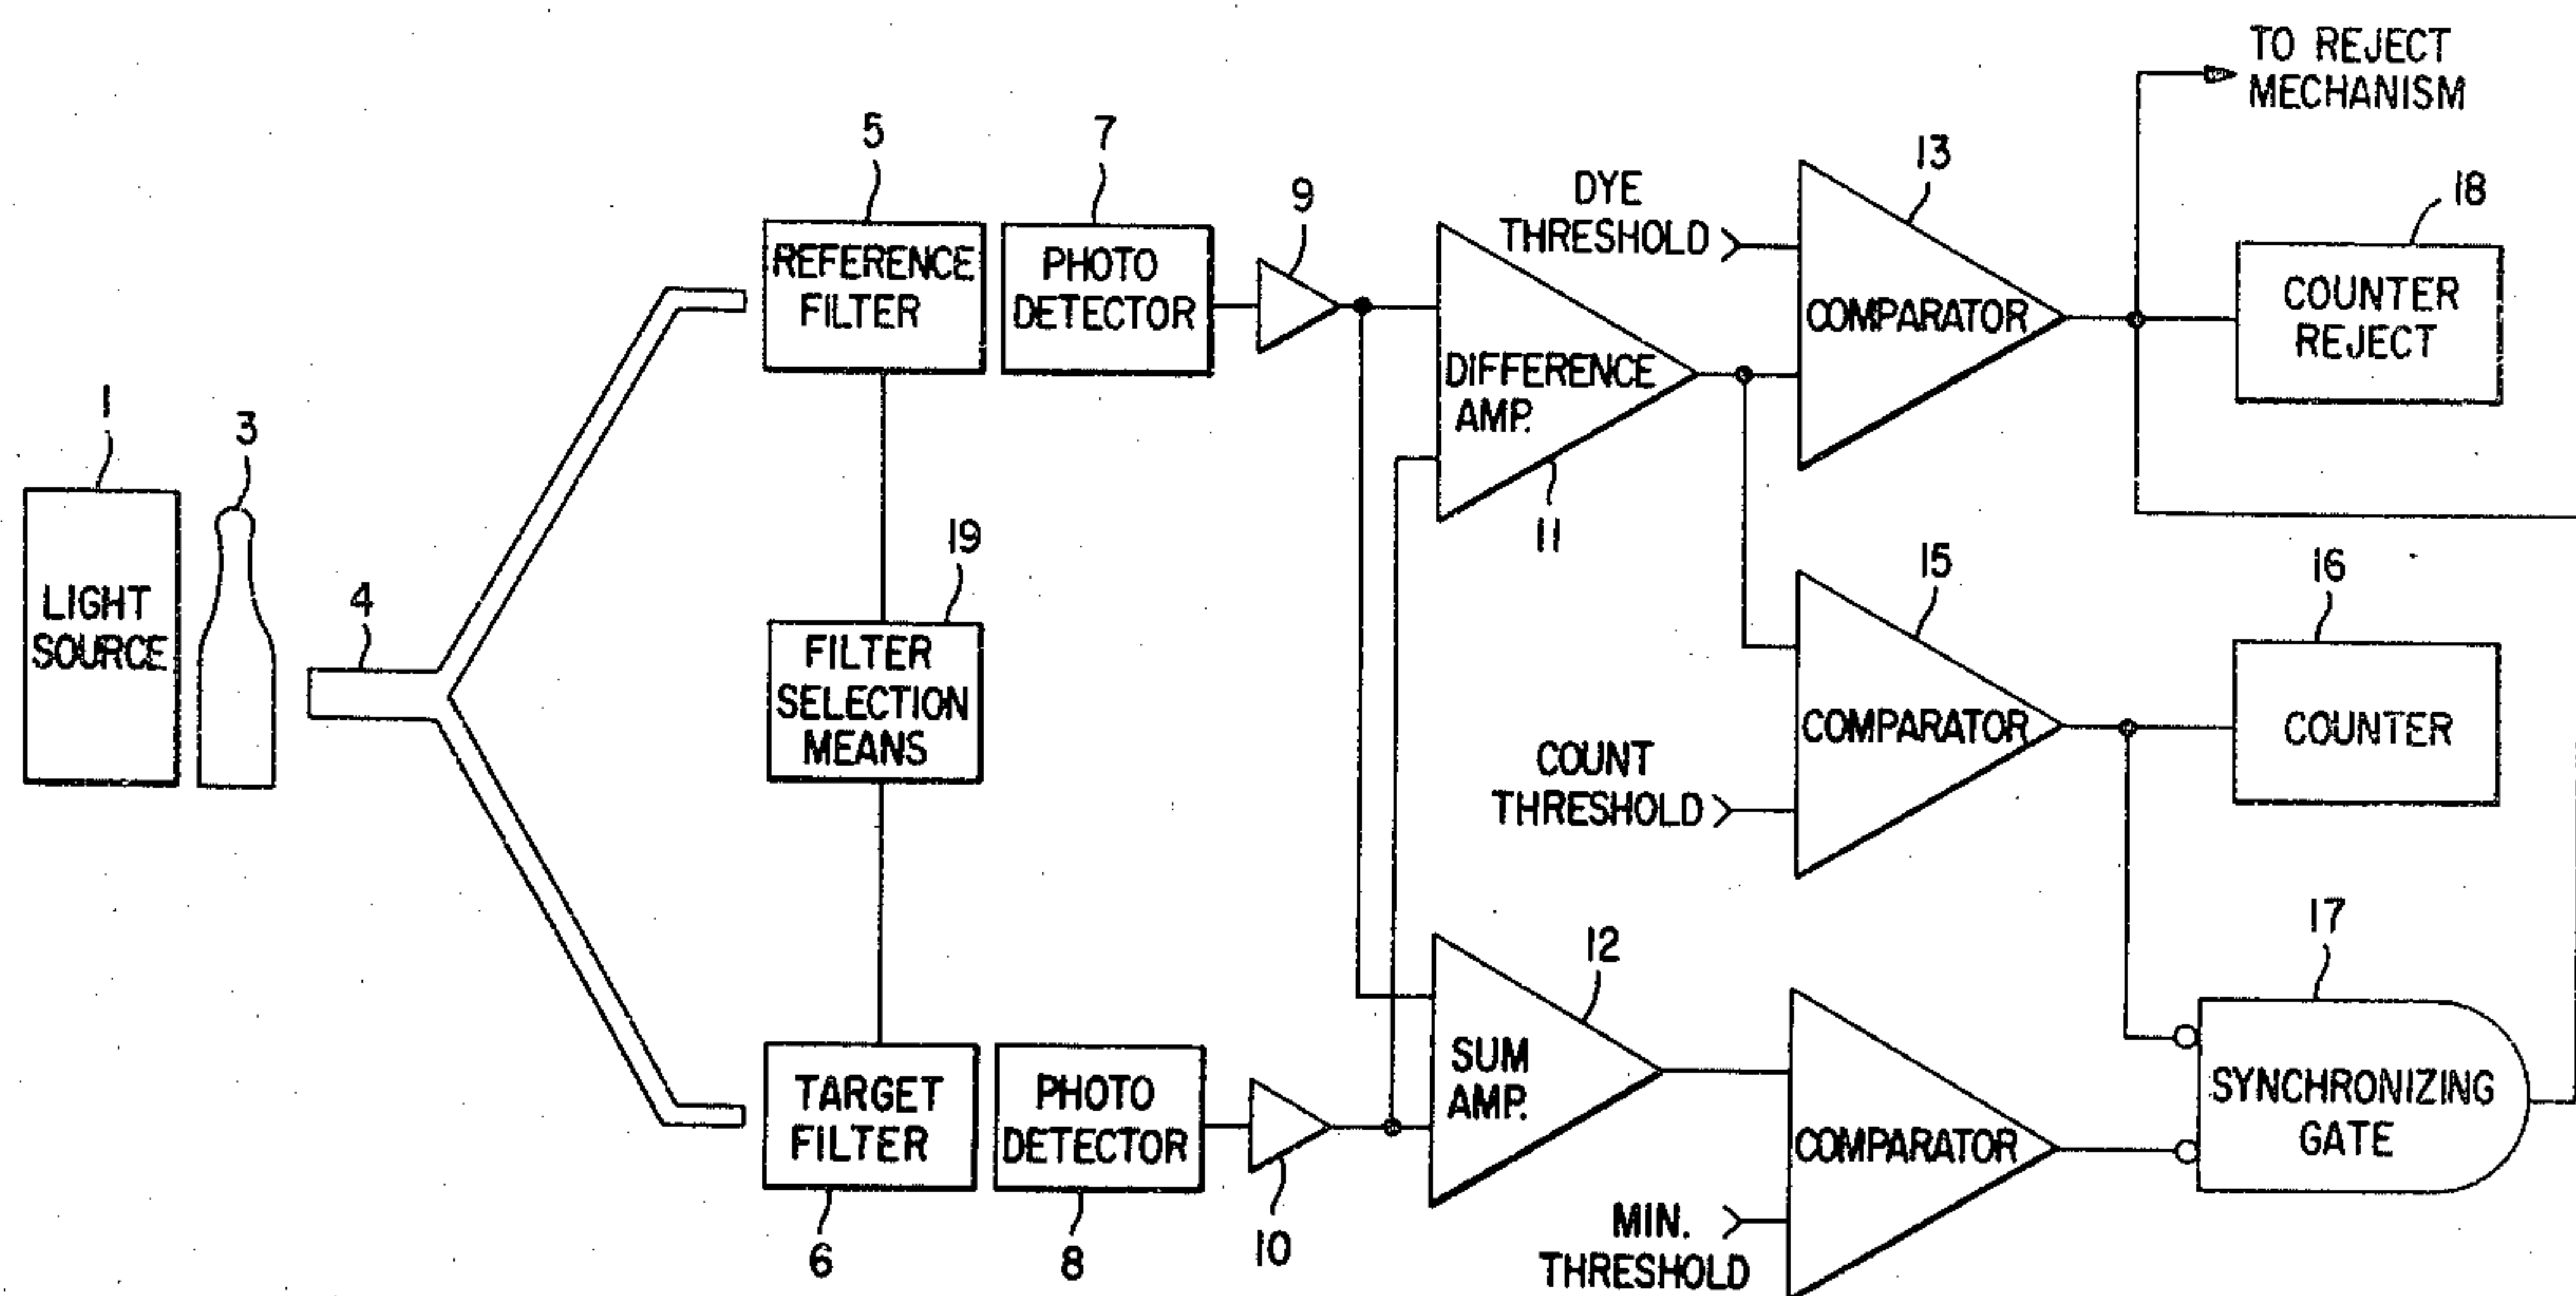 TO REJECT
MECHANISM
5
7
13
9
DYE
THRESHOLD
18
REFERENCE
FILTER
PHOTO
DETECTOR
COUNTER
REJECT
COMPARATOR
DIFFERENCE
AMP.
1
3
11
19
15
16
4
LIGHT
SOURCE
FILTER
SELECTION
MEANS
COMPARATOR
COUNTER
COUNT
THRESHOLD
12
17
SUM
AMP.
TARGET
FILTER
PHOTO
DETECTOR
COMPARATOR
SYNCHRONIZING
GATE
6
8
10
MIN.
THRESHOLD